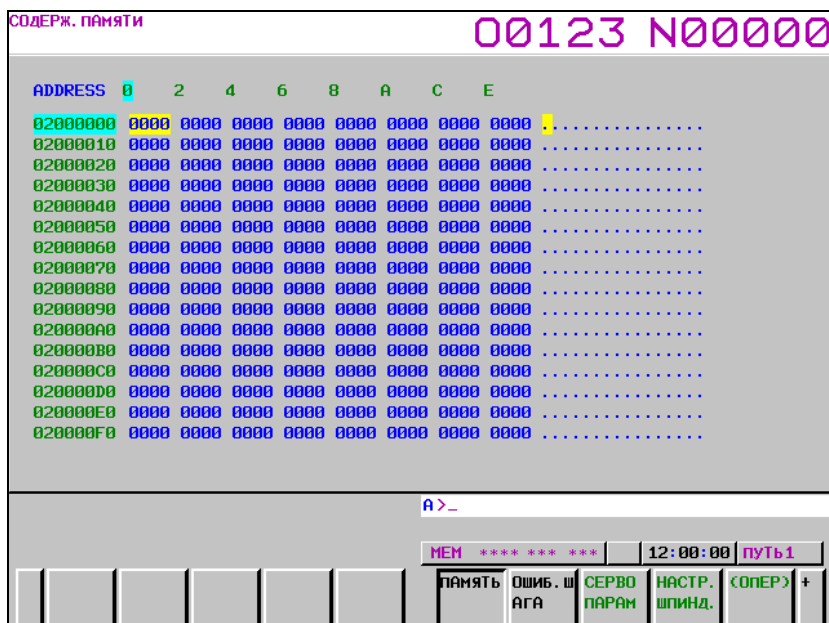 СОДЕРЖ. ПАМЯТИ
O0123 N00000
ADDRESS 0 2 4 6 8 A C E
02000000 0000 0000 0000 0000 0000 0000 0000 0000 ................
02000010 0000 0000 0000 0000 0000 0000 0000 0000 ................
02000020 0000 0000 0000 0000 0000 0000 0000 0000 ................
02000030 0000 0000 0000 0000 0000 0000 0000 0000 ................
02000040 0000 0000 0000 0000 0000 0000 0000 0000 ................
02000050 0000 0000 0000 0000 0000 0000 0000 0000 ................
02000060 0000 0000 0000 0000 0000 0000 0000 0000 ................
02000070 0000 0000 0000 0000 0000 0000 0000 0000 ................
02000080 0000 0000 0000 0000 0000 0000 0000 0000 ................
02000090 0000 0000 0000 0000 0000 0000 0000 0000 ................
020000A0 0000 0000 0000 0000 0000 0000 0000 0000 ................
020000B0 0000 0000 0000 0000 0000 0000 0000 0000 ................
020000C0 0000 0000 0000 0000 0000 0000 0000 0000 ................
020000D0 0000 0000 0000 0000 0000 0000 0000 0000 ................
020000E0 0000 0000 0000 0000 0000 0000 0000 0000 ................
020000F0 0000 0000 0000 0000 0000 0000 0000 0000 ................
A>_
MEM **** *** *** 12:00:00 ПУТЬ1
ПАМЯТЬ ОШИБ.Ш СЕРВО НАСТР. (ОПЕР) +
АГА ПАРАМ ШПИНД.